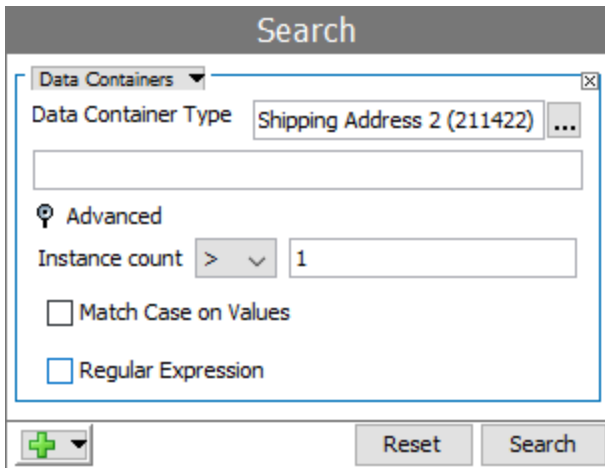 Search
Data Containers
Data Container Type Shipping Address 2 (211422) ...
Advanced
Instance count > 1
Match Case on Values
Regular Expression
Reset Search